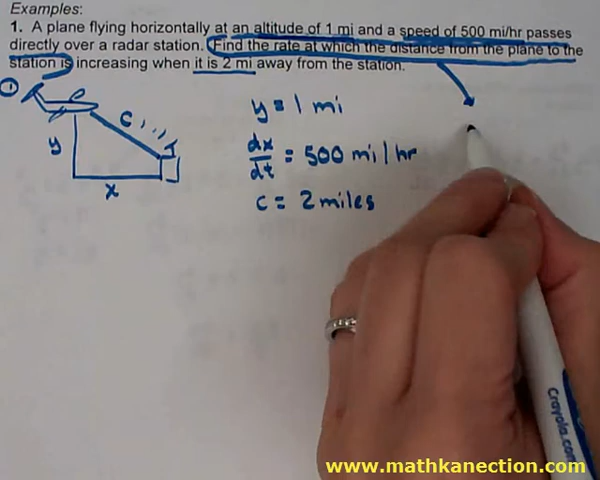 Examples:
1. A plane flying horizontally at an altitude of 1 mi and a speed of 500 mi/hr passes
directly over a radar station. Find the rate at which the distance from the plane to the
station is increasing when it is 2 mi away from the station.
1
c
y
x
y = 1 mi
dx/dt = 500 mi/hr
c = 2 miles
Crayola.com
www.mathkanection.com